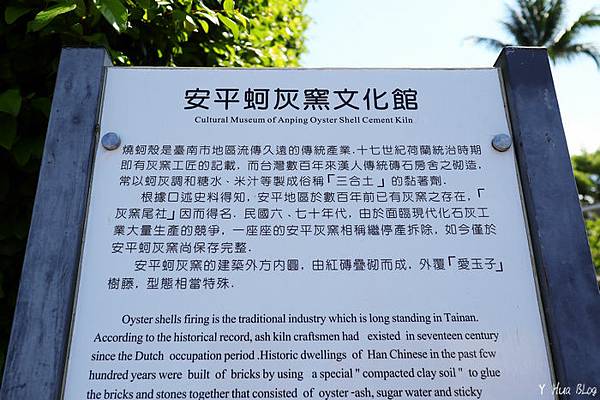 安平蚵灰窯文化館
Cultural Museum of Anping Oyster Shell Cement Kiln
燒蚵殼是臺南市地區流傳久遠的傳統產業．十七世紀荷蘭統治時期
即有灰窯工匠的記載，而台灣數百年來漢人傳統磚石房舍之砌造，
常以蚵灰調和糖水、米汁等製成俗稱「三合土」的黏著劑．
根據口述史料得知，安平地區於數百年前已有灰窯之存在，「
灰窯尾社」因而得名．民國六、七十年代，由於面臨現代化石灰工
業大量生產的競爭，一座座的安平灰窯相稱繼停產拆除，如今僅於
安平蚵灰窯尚保存完整．
安平蚵灰窯的建築外方內圓，由紅磚疊砌而成，外覆「愛玉子」
樹藤，型態相當特殊．
Oyster shells firing is the traditional industry which is long standing in Tainan.
According to the historical record, ash kiln craftsmen had existed in seventeen century
since the Dutch occupation period .Historic dwellings of Han Chinese in the past few
hundred years were built of bricks by using a special " compacted clay soil " to glue
the bricks and stones together that consisted of oyster -ash, sugar water and sticky
Y Hua BLog